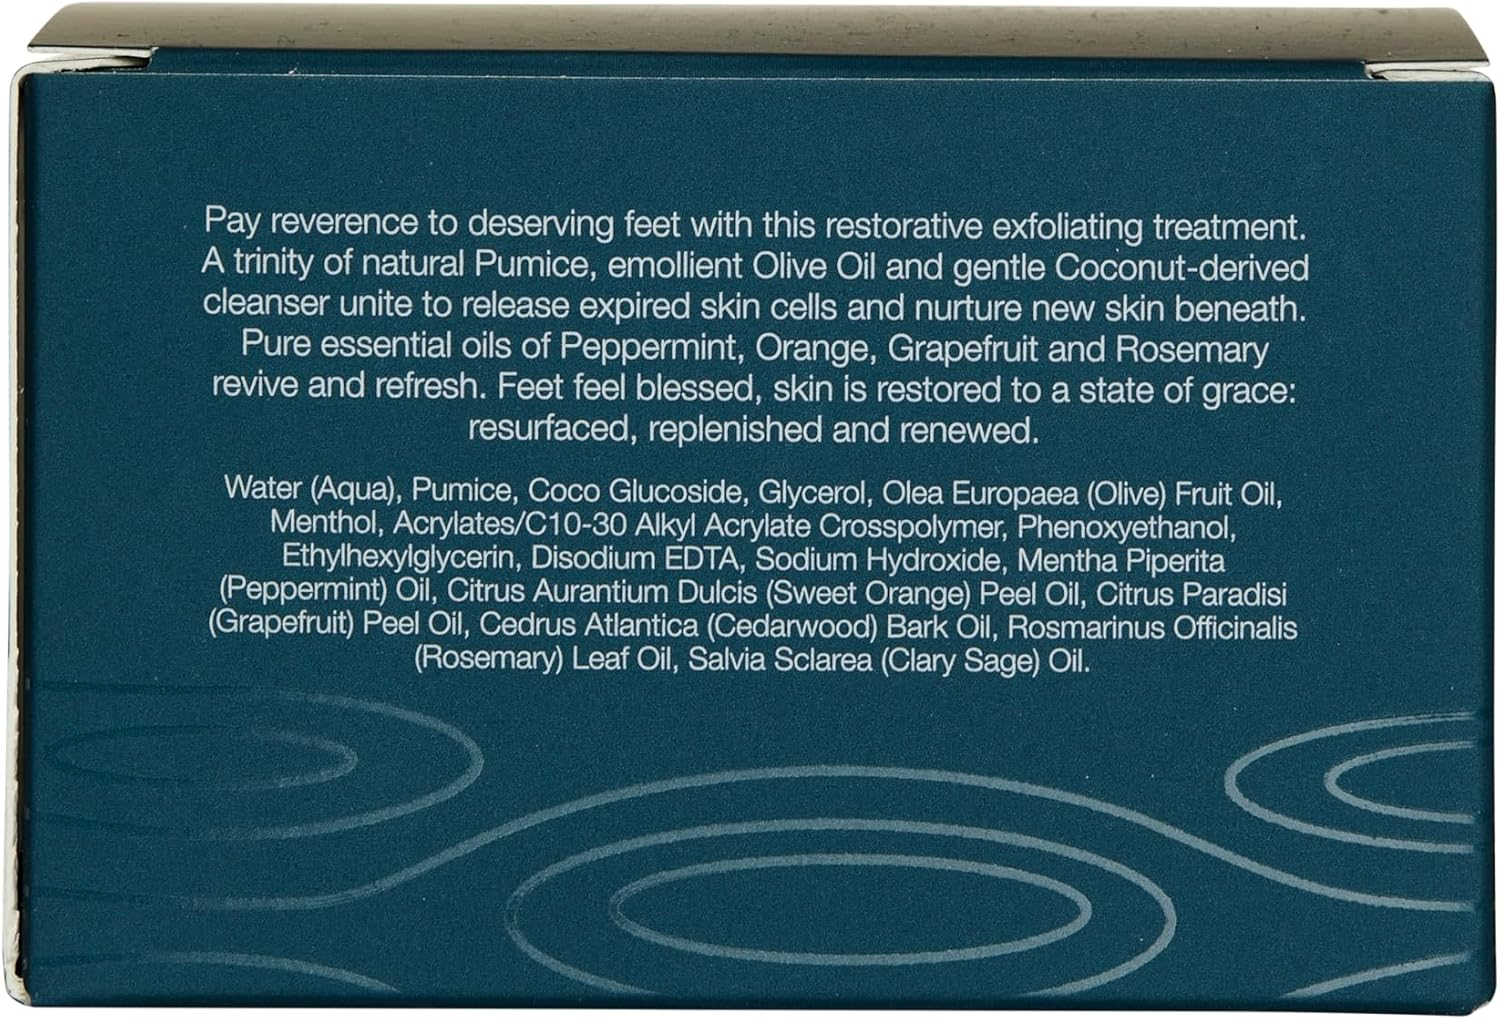 Pay reverence to deserving feet with this restorative exfoliating treatment.
A trinity of natural Pumice, emollient Olive Oil and gentle Coconut-derived
cleanser unite to release expired skin cells and nurture new skin beneath.
Pure essential oils of Peppermint, Orange, Grapefruit and Rosemary
revive and refresh. Feet feel blessed, skin is restored to a state of grace:
resurfaced, replenished and renewed.
Water (Aqua), Pumice, Coco Glucoside, Glycerol, Olea Europaea (Olive) Fruit Oil,
Menthol, Acrylates/C10-30 Alkyl Acrylate Crosspolymer, Phenoxyethanol,
Ethylhexylglycerin, Disodium EDTA, Sodium Hydroxide, Mentha Piperita
(Peppermint) Oil, Citrus Aurantium Dulcis (Sweet Orange) Peel Oil, Citrus Paradisi
(Grapefruit) Peel Oil, Cedrus Atlantica (Cedarwood) Bark Oil, Rosmarinus Officinalis
(Rosemary) Leaf Oil, Salvia Sclarea (Clary Sage) Oil.